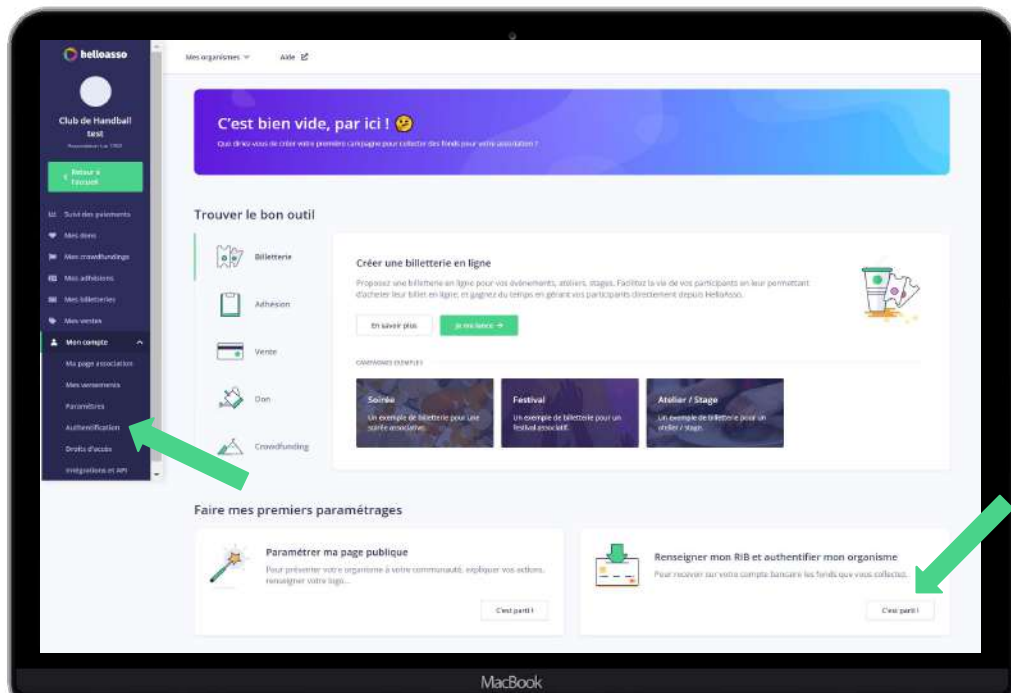 helloasso
Mes organismes
Aide
Club de Handball
test
Retour à
l'accueil
Suivi des paiements
Mes dons
Mes crowdfundings
Mes adhésions
Mes billetteries
Mes ventes
Mon compte
Ma page association
Mes versements
Paramètres
Authentification
Droits d'accès
Intégrations et API
C'est bien vide, par ici !
Que diriez-vous de créer votre première campagne pour collecter des fonds pour votre association ?
Trouver le bon outil
Billetterie
Adhésion
Vente
Don
Crowdfunding
Créer une billetterie en ligne
Proposez une billetterie en ligne pour vos événements, ateliers, stages. Facilitez la vie de vos participants en leur permettant
d'acheter leur billet en ligne, et gagnez du temps en gérant vos participants directement depuis HelloAsso.
En savoir plus
Je me lance →
CAMPAGNES EXEMPLES
Soirée
Un exemple de billetterie pour une
soirée associative.
Festival
Un exemple de billetterie pour un
festival associatif.
Atelier / Stage
Un exemple de billetterie pour un
atelier / stage.
Faire mes premiers paramétrages
Paramétrer ma page publique
Pour présenter votre organisme à votre communauté, expliquer vos actions,
renseigner votre logo...
C'est parti !
Renseigner mon RIB et authentifier mon organisme
Pour recevoir sur votre compte bancaire les fonds que vous collectez.
C'est parti !
MacBook